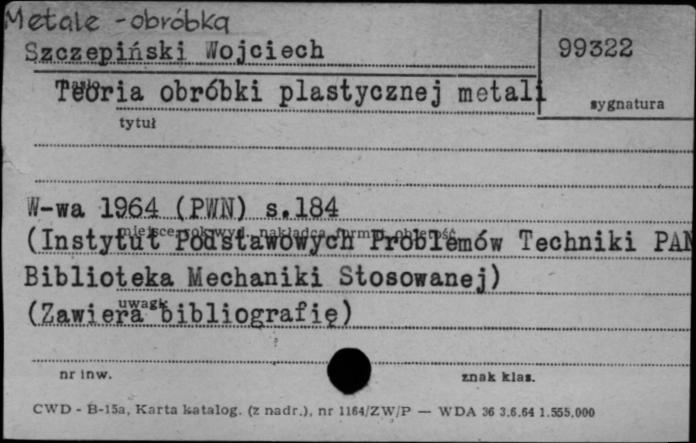 Metale - obróbka
Szczepiński Wojciech
99322
hasło
Teoria obróbki plastycznej metali
sygnatura
tytuł
W-wa 1964 (PWN) s.184
miejsce, rok wyd., nakładca, format, objętość
(Instytut Podstawowych Problemów Techniki PAN
Biblioteka Mechaniki Stosowanej)
uwagi
(Zawiera bibliografię)
nr inw.
znak klas.
CWD - B-15a, Karta katalog. (z nadr.), nr 1164/ZW/P — WDA 36 3.6.64 1.555.000